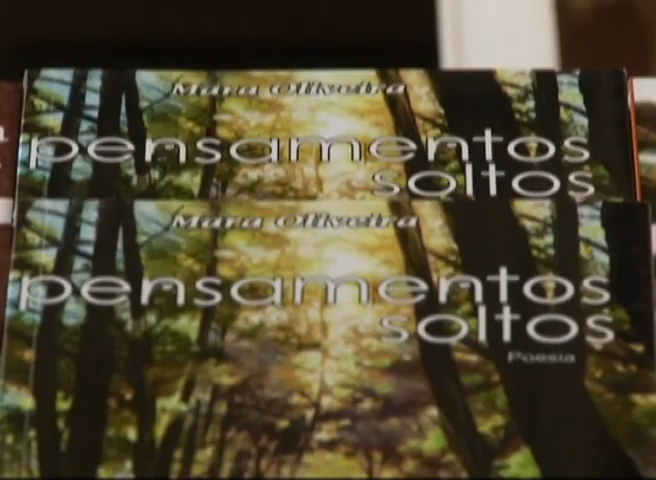 Mara Oliveira
pensamentos
soltos
Mara Oliveira
pensamentos
soltos
Poesia